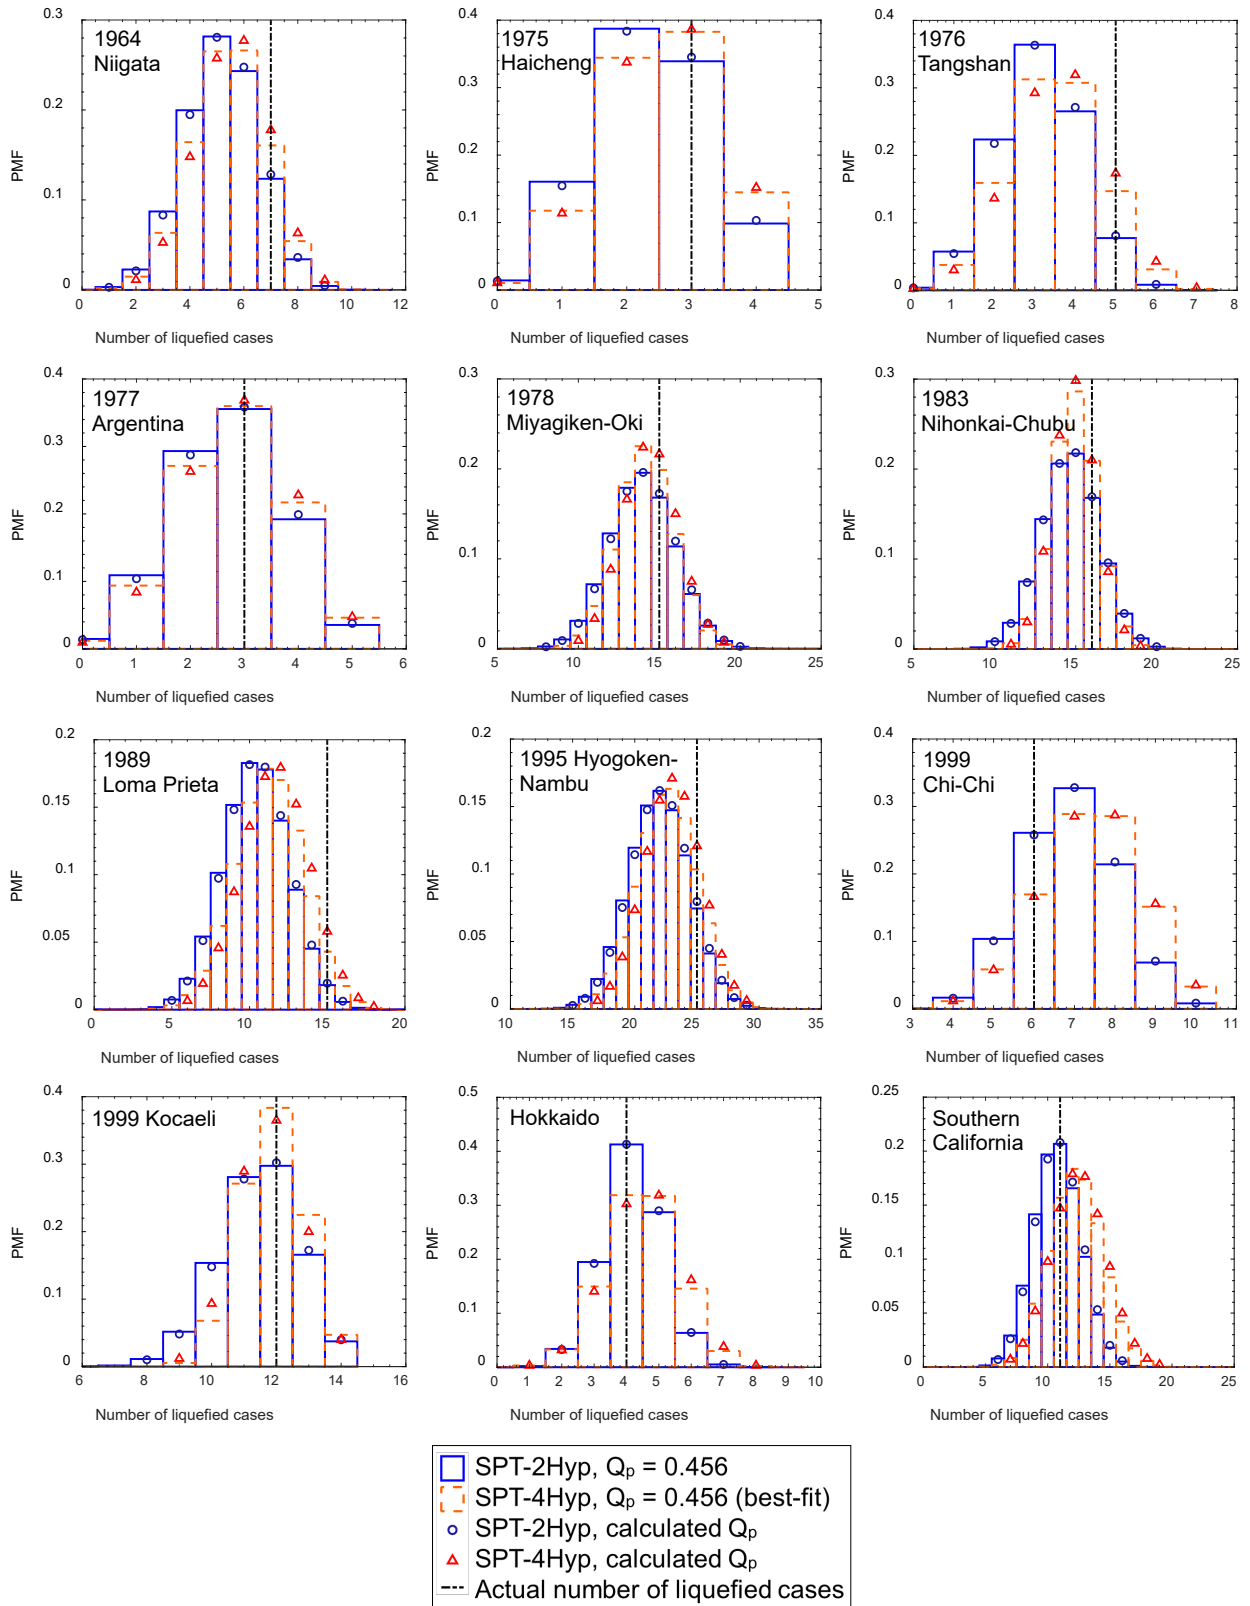 1964
Niigata
PMF
0.3
0.2
0.1
0
0 2 4 6 8 10 12
Number of liquefied cases
1975
Haicheng
PMF
0.4
0.3
0.2
0.1
0
0 1 2 3 4 5
Number of liquefied cases
1976
Tangshan
PMF
0.4
0.3
0.2
0.1
0
0 1 2 3 4 5 6 7 8
Number of liquefied cases
1977
Argentina
PMF
0.4
0.3
0.2
0.1
0
0 1 2 3 4 5 6
Number of liquefied cases
1978
Miyagiken-Oki
PMF
0.3
0.2
0.1
0
5 10 15 20 25
Number of liquefied cases
1983
Nihonkai-Chubu
PMF
0.3
0.2
0.1
0
5 10 15 20 25
Number of liquefied cases
1989
Loma Prieta
PMF
0.2
0.15
0.1
0.05
0
0 5 10 15 20
Number of liquefied cases
1995 Hyogoken-
Nambu
PMF
0.2
0.15
0.1
0.05
0
10 15 20 25 30 35
Number of liquefied cases
1999
Chi-Chi
PMF
0.4
0.3
0.2
0.1
0
3 4 5 6 7 8 9 10 11
Number of liquefied cases
1999 Kocaeli
PMF
0.4
0.3
0.2
0.1
0
6 8 10 12 14 16
Number of liquefied cases
Hokkaido
PMF
0.5
0.4
0.3
0.2
0.1
0
0 1 2 3 4 5 6 7 8 9 10
Number of liquefied cases
Southern
California
PMF
0.25
0.2
0.15
0.1
0.05
0
0 5 10 15 20 25
Number of liquefied cases
SPT-2Hyp, Qp = 0.456
SPT-4Hyp, Qp = 0.456 (best-fit)
SPT-2Hyp, calculated Qp
SPT-4Hyp, calculated Qp
Actual number of liquefied cases